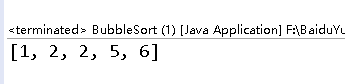 <terminated> BubbleSort (1) [Java Application] F:\BaiduYu
[1, 2, 2, 5, 6]